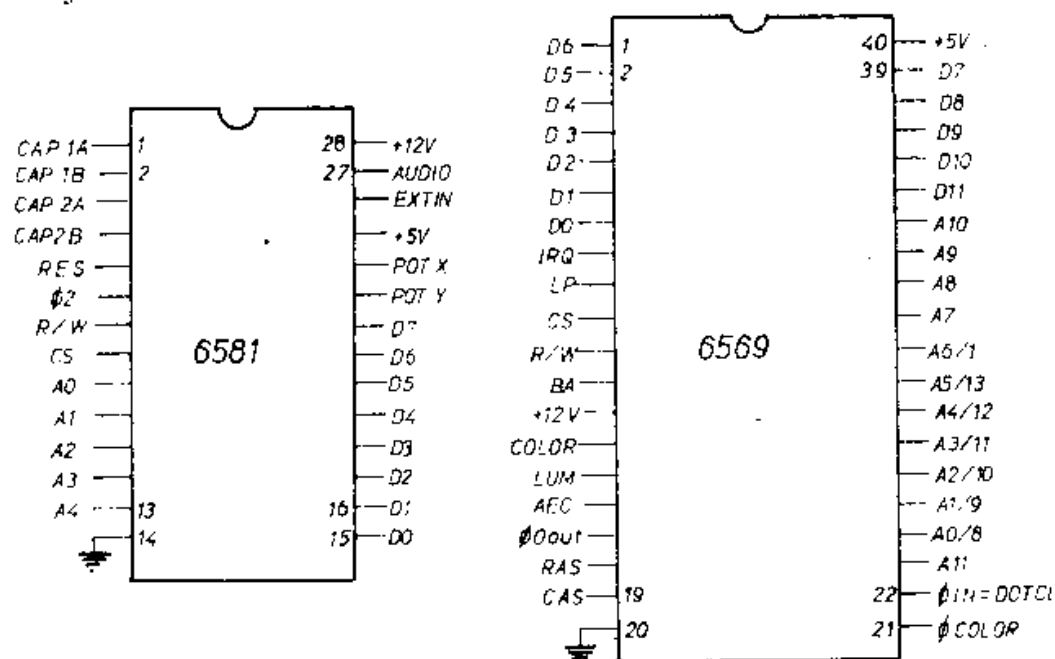 CAP 1A 1
CAP 1B 2
CAP 2A
CAP2B
RES
ϕ2
R/W
CS
A0
A1
A2
A3
A4 13
14
6581
28 +12V
27 AUDIO
EXTIN
+5V
POT X
POT Y
D7
D6
D5
D4
D3
D2
16 D1
15 D0
D6 1
D5 2
D4
D3
D2
D1
D0
IRQ
LP
CS
R/W
BA
+12V
COLOR
LUM
AEC
ϕ0out
RAS
CAS 19
20
6569
40 +5V
39 D7
D8
D9
D10
D11
A10
A9
A8
A7
A6/1
A5/13
A4/12
A3/11
A2/10
A1/9
A0/8
A11
22 ϕIN=DOTCL
21 ϕCOLOR